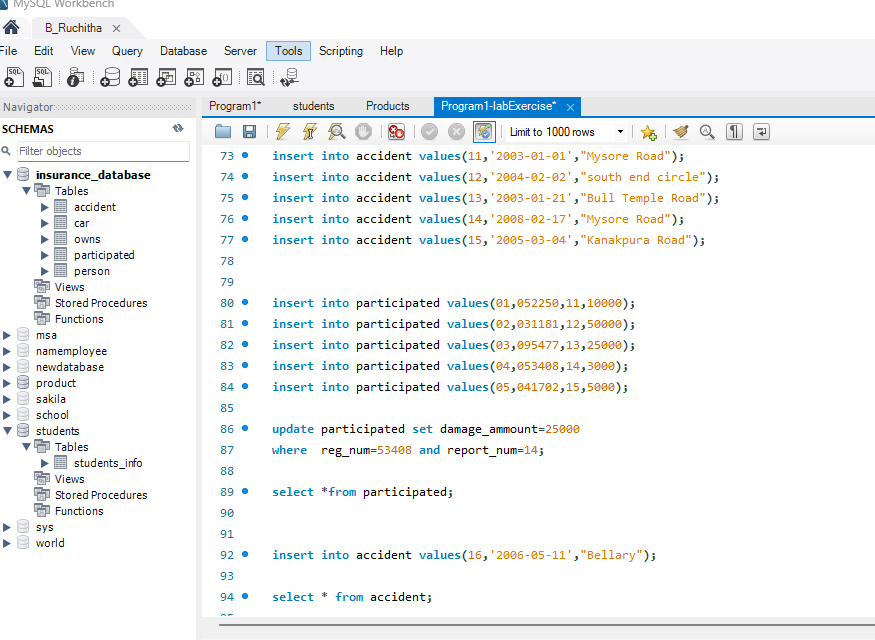 MySQL Workbench
B_Ruchitha ×
File Edit View Query Database Server Tools Scripting Help
Navigator
SCHEMAS
Filter objects
insurance_database
Tables
accident
car
owns
participated
person
Views
Stored Procedures
Functions
msa
namemployee
newdatabase
product
sakila
school
students
Tables
students_info
Views
Stored Procedures
Functions
sys
world
Program1* students Products Program1-labExercise* ×
Limit to 1000 rows
73 insert into accident values(11,'2003-01-01',"Mysore Road");
74 insert into accident values(12,'2004-02-02',"south end circle");
75 insert into accident values(13,'2003-01-21',"Bull Temple Road");
76 insert into accident values(14,'2008-02-17',"Mysore Road");
77 insert into accident values(15,'2005-03-04',"Kanakpura Road");
78
79
80 insert into participated values(01,052250,11,10000);
81 insert into participated values(02,031181,12,50000);
82 insert into participated values(03,095477,13,25000);
83 insert into participated values(04,053408,14,3000);
84 insert into participated values(05,041702,15,5000);
85
86 update participated set damage_ammount=25000
87 where reg_num=53408 and report_num=14;
88
89 select *from participated;
90
91
92 insert into accident values(16,'2006-05-11',"Bellary");
93
94 select * from accident;